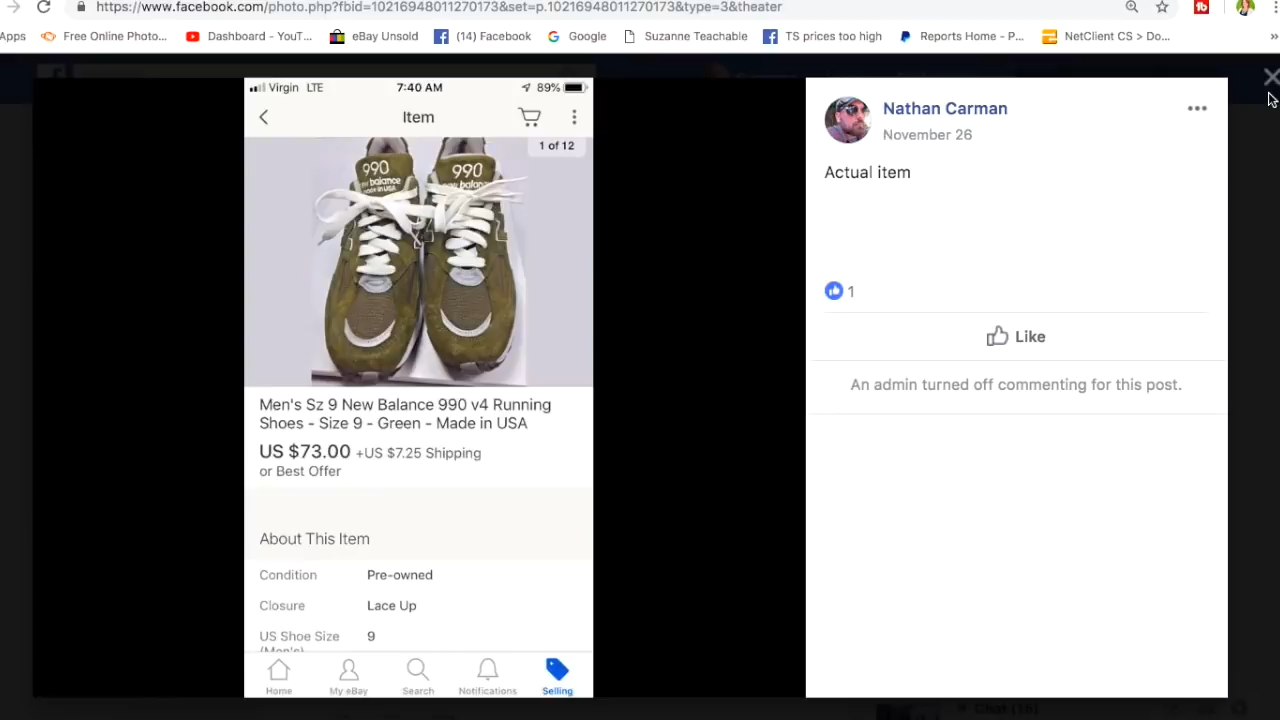 https://www.facebook.com/photo.php?fbid=10216948011270173&set=p.10216948011270173&type=3&theater
Apps Free Online Photo... Dashboard - YouT... eBay Unsold (14) Facebook Google Suzanne Teachable TS prices too high Reports Home - P... NetClient CS > Do... »
Virgin LTE 7:40 AM 89%
Item
1 of 12
990 990
balance
made in USA
Men's Sz 9 New Balance 990 v4 Running
Shoes - Size 9 - Green - Made in USA
US $73.00 +US $7.25 Shipping
or Best Offer
About This Item
Condition Pre-owned
Closure Lace Up
US Shoe Size 9
(Men's)
Home My eBay Search Notifications Selling
Nathan Carman
November 26
Actual item
1
Like
An admin turned off commenting for this post.